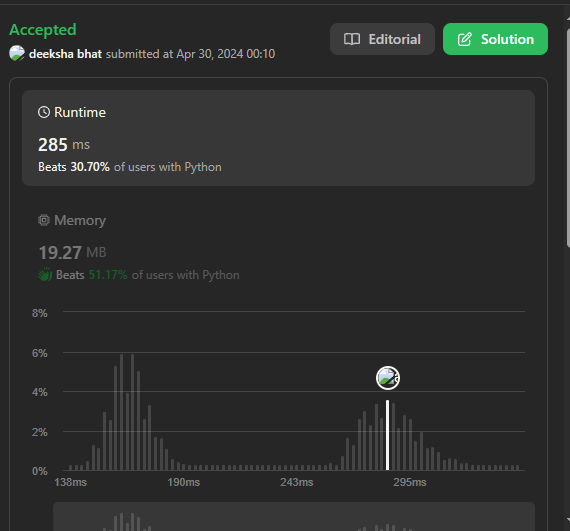 Accepted
Editorial
Solution
deeksha bhat submitted at Apr 30, 2024 00:10
Runtime
285 ms
Beats 30.70% of users with Python
Memory
19.27 MB
Beats 51.17% of users with Python
8%
6%
4%
2%
0%
138ms 190ms 243ms 295ms